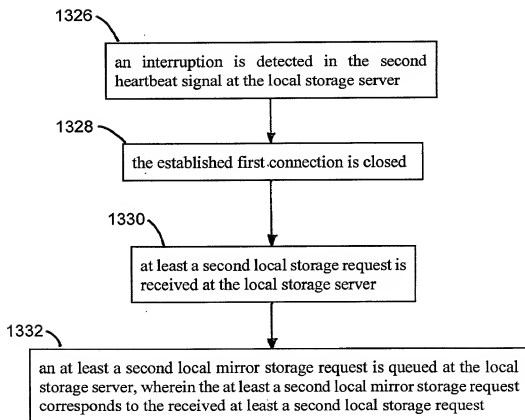 1326
an interruption is detected in the second
heartbeat signal at the local storage server
1328
the established first connection is closed
1330
at least a second local storage request is
received at the local storage server
1332
an at least a second local mirror storage request is queued at the local
storage server, wherein the at least a second local mirror storage request
corresponds to the received at least a second local storage request